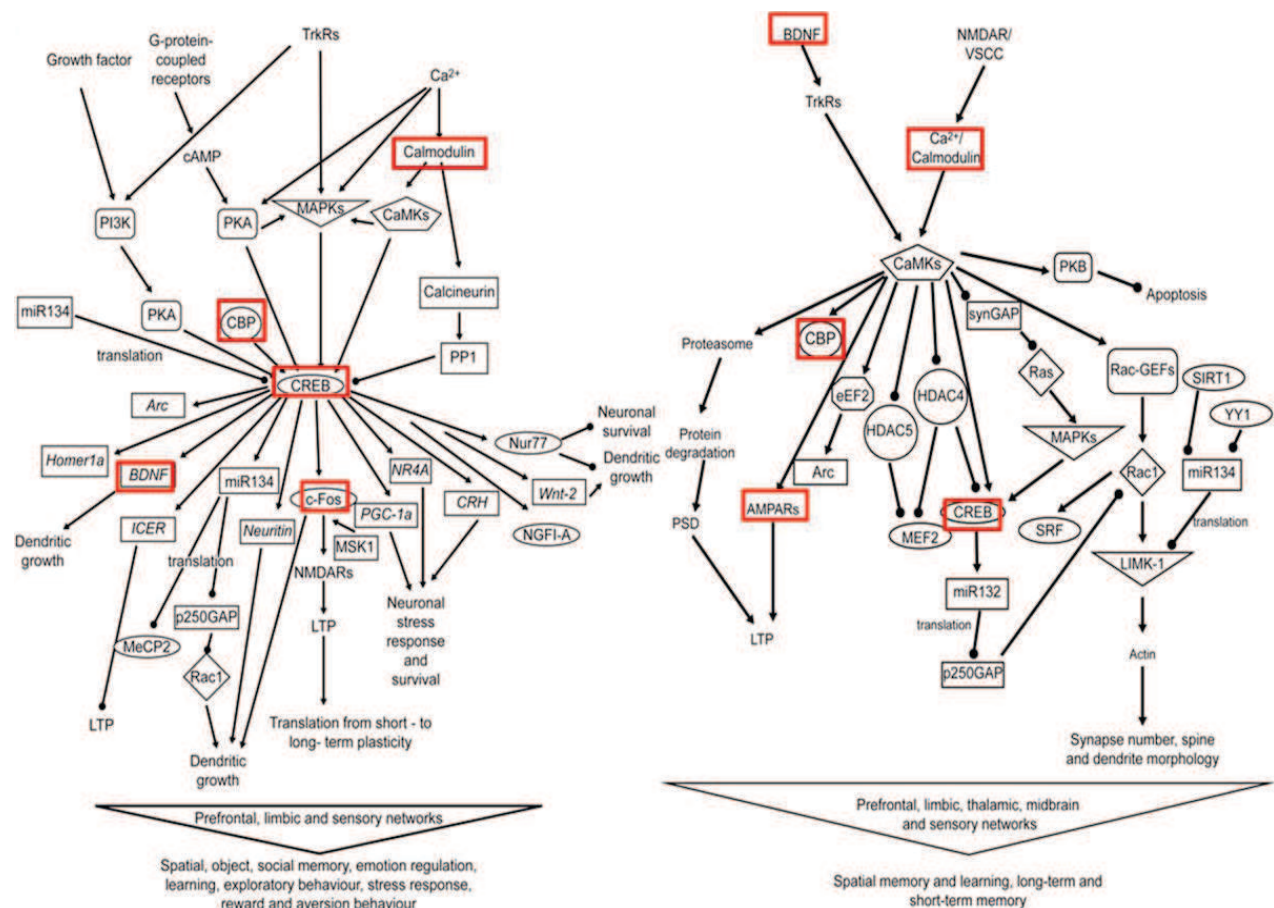 TrkRs
G-protein-
coupled
receptors
Growth factor
Ca²⁺
Calmodulin
cAMP
PI3K
PKA
MAPKs
CaMKs
Calcineurin
miR134
PKA
CBP
translation
PP1
CREB
Arc
Neuronal
survival
Nur77
Homer1a
Dendritic
growth
BDNF
miR134
NR4A
c-Fos
Wnt-2
CRH
PGC-1a
ICER
Neuritin
NGFI-A
Dendritic
growth
MSK1
translation
NMDARs
Neuronal
stress
response
and
survival
p250GAP
LTP
MeCP2
Rac1
LTP
Translation from short - to
long- term plasticity
Dendritic
growth
Prefrontal, limbic and sensory networks
Spatial, object, social memory, emotion regulation,
learning, exploratory behaviour, stress response,
reward and aversion behaviour
BDNF
NMDAR/
VSCC
TrkRs
Ca²⁺/
Calmodulin
CaMKs
PKB
Apoptosis
synGAP
Proteasome
CBP
Ras
Rac-GEFs
SIRT1
eEF2
HDAC4
YY1
HDAC5
MAPKs
Protein
degradation
Arc
Rac1
miR134
AMPARs
CREB
PSD
MEF2
SRF
translation
LIMK-1
miR132
translation
LTP
Actin
p250GAP
Synapse number, spine
and dendrite morphology
Prefrontal, limbic, thalamic, midbrain
and sensory networks
Spatial memory and learning, long-term and
short-term memory